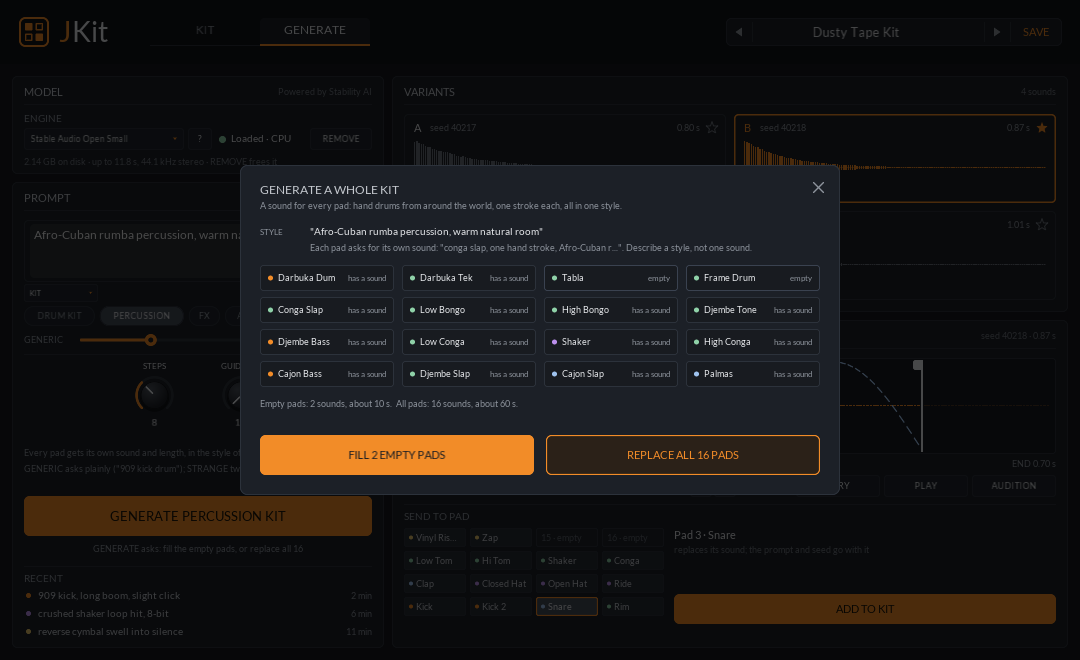 JKit
KIT
GENERATE
Dusty Tape Kit
SAVE
MODEL
Powered by Stability AI
ENGINE
Stable Audio Open Small
?
Loaded · CPU
REMOVE
2.14 GB on disk · up to 11.8 s, 44.1 kHz stereo · REMOVE frees it
VARIANTS
4 sounds
A seed 40217
0.80 s
B seed 40218
0.87 s
1.01 s
PROMPT
Afro-Cuban rumba percussion, warm na
KIT
DRUM KIT
PERCUSSION
FX
GENERIC
STEPS
8
Every pad gets its own sound and length, in the style of
GENERIC asks plainly ("909 kick drum"); STRANGE tw
GENERATE PERCUSSION KIT
GENERATE asks: fill the empty pads, or replace all 16
RECENT
909 kick, long boom, slight click
2 min
crushed shaker loop hit, 8-bit
6 min
reverse cymbal swell into silence
11 min
GENERATE A WHOLE KIT
A sound for every pad: hand drums from around the world, one stroke each, all in one style.
STYLE
"Afro-Cuban rumba percussion, warm natural room"
Each pad asks for its own sound: "conga slap, one hand stroke, Afro-Cuban r...". Describe a style, not one sound.
Darbuka Dum has a sound
Darbuka Tek has a sound
Tabla empty
Frame Drum empty
Conga Slap has a sound
Low Bongo has a sound
High Bongo has a sound
Djembe Tone has a sound
Djembe Bass has a sound
Low Conga has a sound
Shaker has a sound
High Conga has a sound
Cajon Bass has a sound
Djembe Slap has a sound
Cajon Slap has a sound
Palmas has a sound
Empty pads: 2 sounds, about 10 s. All pads: 16 sounds, about 60 s.
FILL 2 EMPTY PADS
REPLACE ALL 16 PADS
seed 40218 · 0.87 s
END 0.70 s
PLAY
AUDITION
SEND TO PAD
Vinyl Ris...
Zap
15 · empty
16 · empty
Low Tom
Hi Tom
Shaker
Conga
Clap
Closed Hat
Open Hat
Ride
Kick
Kick 2
Snare
Rim
Pad 3 · Snare
replaces its sound; the prompt and seed go with it
ADD TO KIT